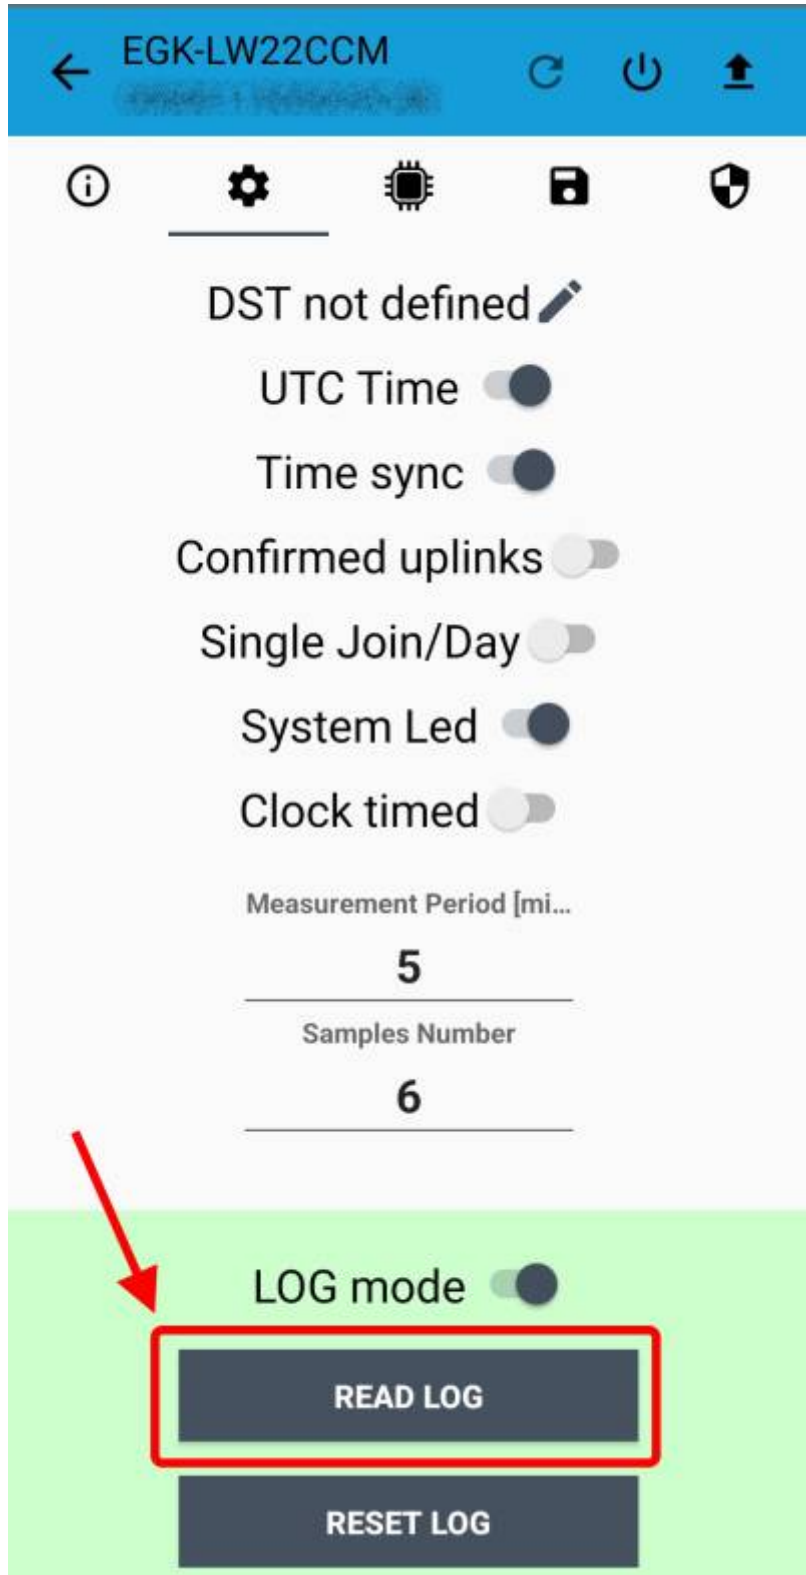 EGK-LW22CCM
DST not defined
UTC Time
Time sync
Confirmed uplinks
Single Join/Day
System Led
Clock timed
Measurement Period [mi...
5
Samples Number
6
LOG mode
READ LOG
RESET LOG